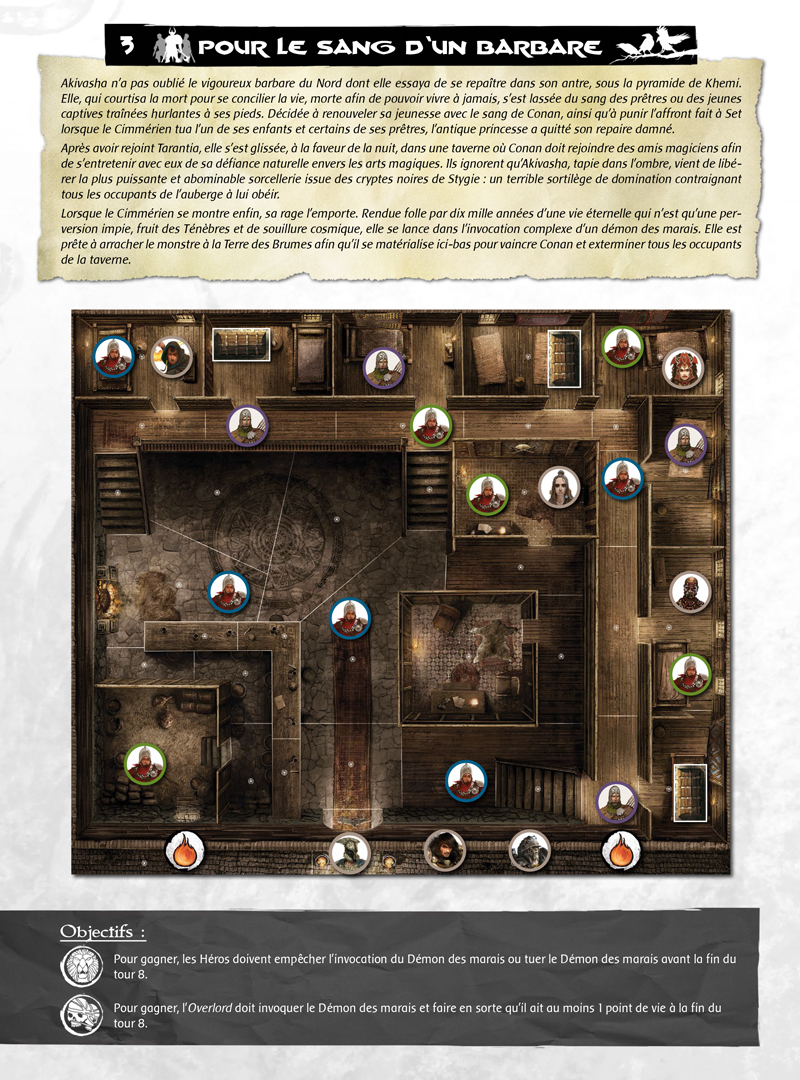 3 POUR LE SANG D'UN BARBARE
Akivasha n'a pas oublié le vigoureux barbare du Nord dont elle essaya de se repaître dans son antre, sous la pyramide de Khemi.
Elle, qui courtisa la mort pour se concilier la vie, morte afin de pouvoir vivre à jamais, s'est lassée du sang des prêtres ou des jeunes
captives traînées hurlantes à ses pieds. Décidée à renouveler sa jeunesse avec le sang de Conan, ainsi qu'à punir l'affront fait à Set
lorsque le Cimmérien tua l'un de ses enfants et certains de ses prêtres, l'antique princesse a quitté son repaire damné.
Après avoir rejoint Tarantia, elle s'est glissée, à la faveur de la nuit, dans une taverne où Conan doit rejoindre des amis magiciens afin
de s'entretenir avec eux de sa défiance naturelle envers les arts magiques. Ils ignorent qu'Akivasha, tapie dans l'ombre, vient de libé-
rer la plus puissante et abominable sorcellerie issue des cryptes noires de Stygie : un terrible sortilège de domination contraignant
tous les occupants de l'auberge à lui obéir.
Lorsque le Cimmérien se montre enfin, sa rage l'emporte. Rendue folle par dix mille années d'une vie éternelle qui n'est qu'une per-
version impie, fruit des Ténèbres et de souillure cosmique, elle se lance dans l'invocation complexe d'un démon des marais. Elle est
prête à arracher le monstre à la Terre des Brumes afin qu'il se matérialise ici-bas pour vaincre Conan et exterminer tous les occupants
de la taverne.
Objectifs :
Pour gagner, les Héros doivent empêcher l'invocation du Démon des marais ou tuer le Démon des marais avant la fin du
tour 8.
Pour gagner, l'Overlord doit invoquer le Démon des marais et faire en sorte qu'il ait au moins 1 point de vie à la fin du
tour 8.